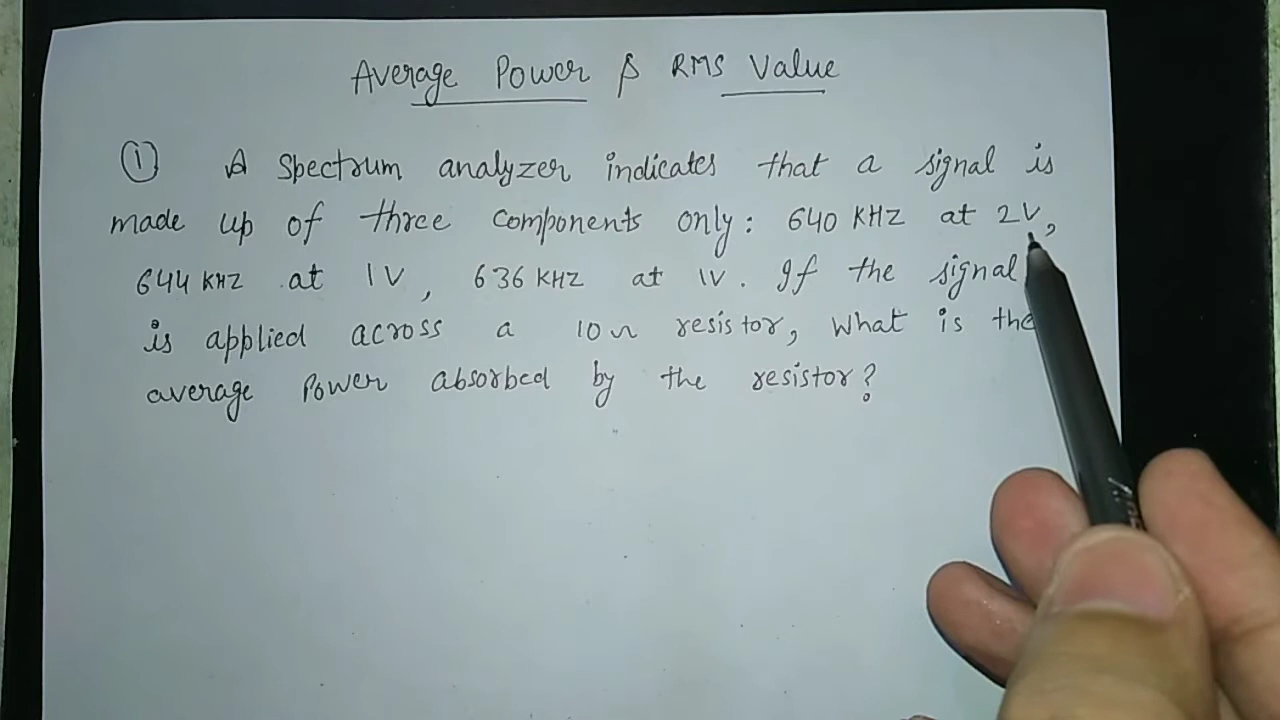 Average Power & RMS Value
① A Spectrum analyzer indicates that a signal is
made up of three components only: 640 KHZ at 2V,
644 KHZ at 1V, 636 KHZ at 1V. If the signal
is applied across a 10Ω resistor, What is the
average Power absorbed by the resistor?